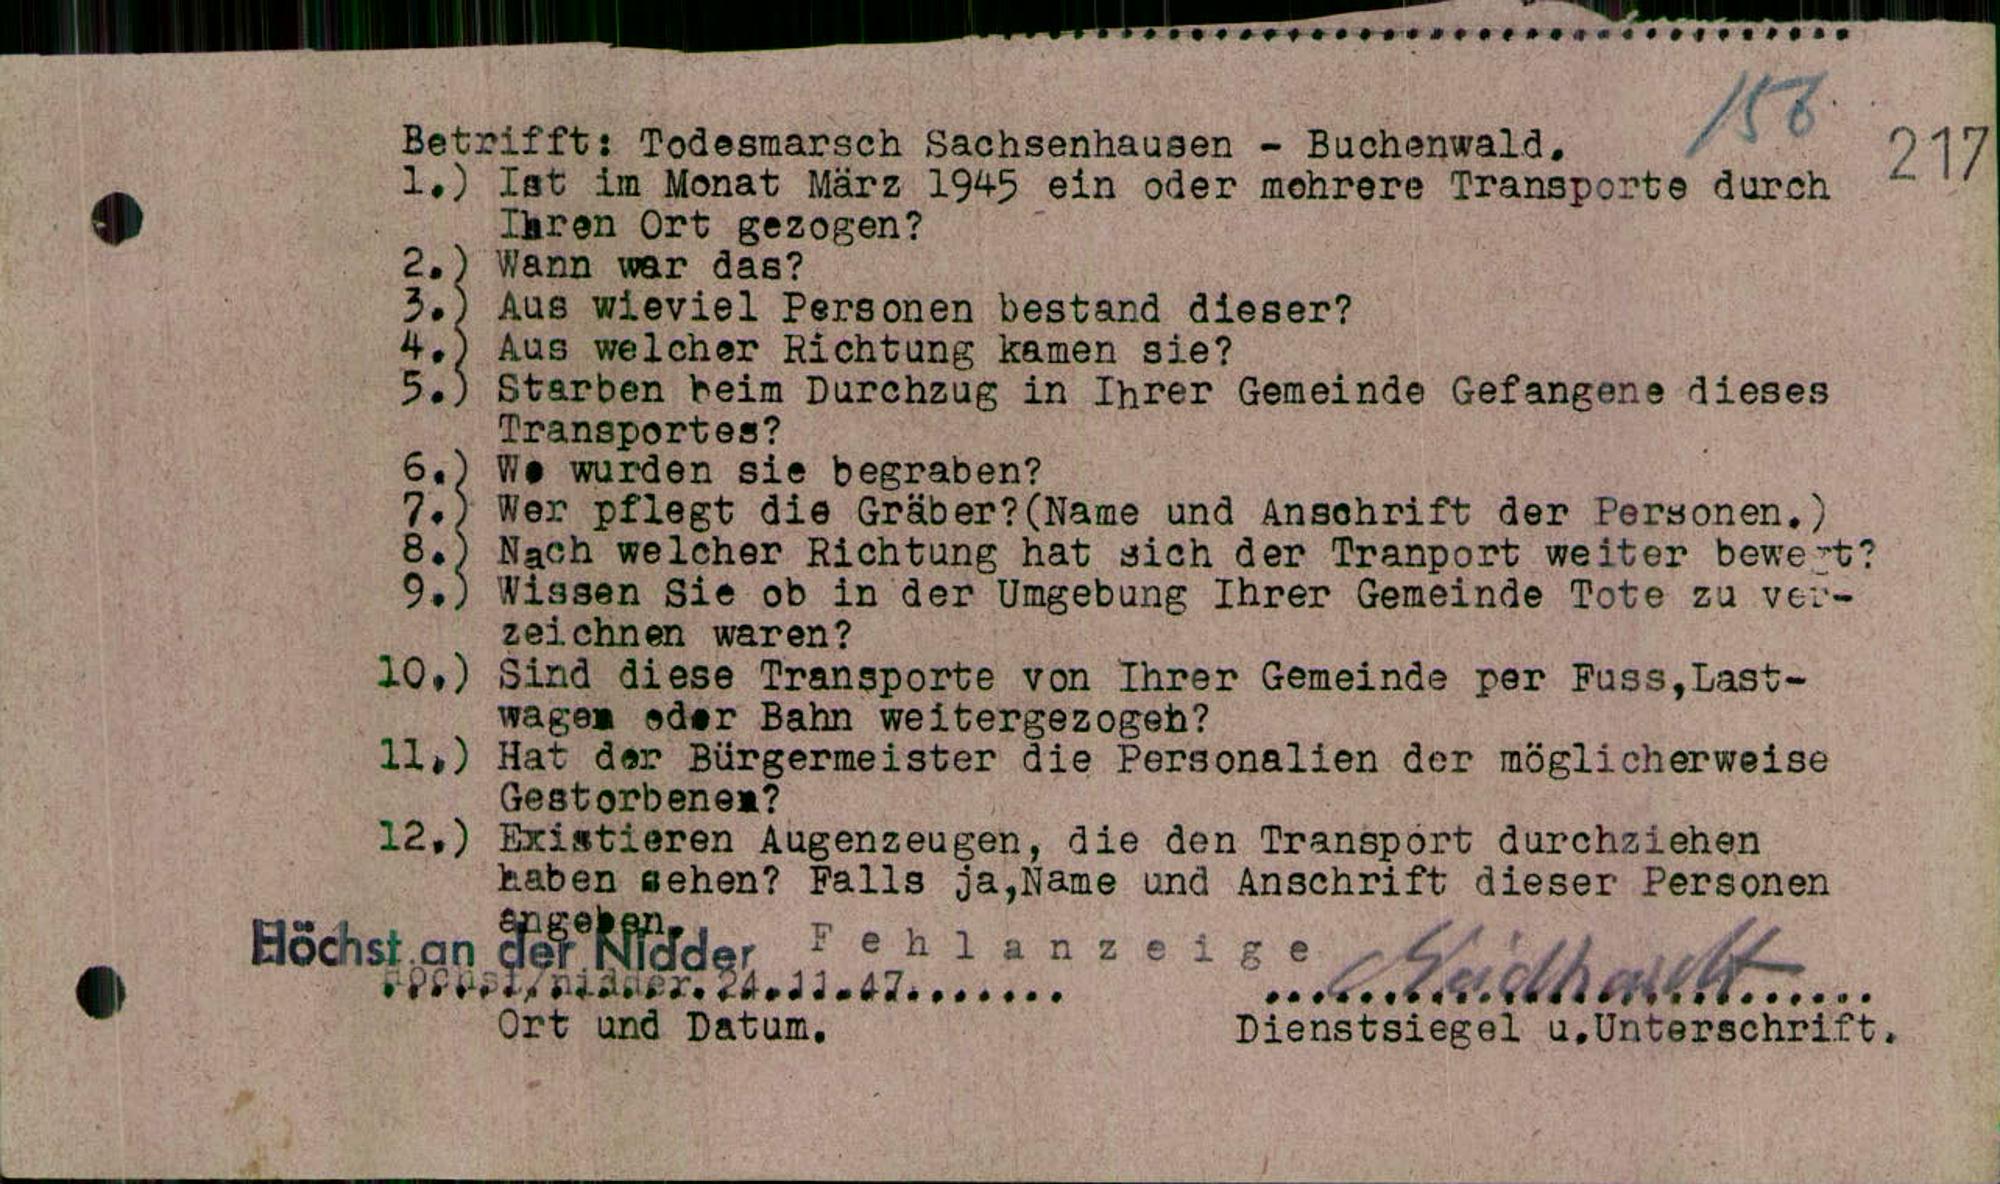 156
217
Betrifft: Todesmarsch Sachsenhausen - Buchenwald.
1.) Ist im Monat März 1945 ein oder mehrere Transporte durch
Ihren Ort gezogen?
2.) Wann war das?
3.) Aus wieviel Personen bestand dieser?
4.) Aus welcher Richtung kamen sie?
5.) Starben beim Durchzug in Ihrer Gemeinde Gefangene dieses
Transportes?
6.) Wo wurden sie begraben?
7.) Wer pflegt die Gräber?(Name und Anschrift der Personen.)
8.) Nach welcher Richtung hat sich der Tranport weiter bewegt?
9.) Wissen Sie ob in der Umgebung Ihrer Gemeinde Tote zu ver-
zeichnen waren?
10.) Sind diese Transporte von Ihrer Gemeinde per Fuss,Last-
wagen oder Bahn weitergezogen?
11.) Hat der Bürgermeister die Personalien der möglicherweise
Gestorbenen?
12.) Existieren Augenzeugen, die den Transport durchziehen
haben sehen? Falls ja,Name und Anschrift dieser Personen
angeben.
Höchst an der Nidder F e h l a n z e i g e
Höchst/nidder. 24.11.47.
Neidhardt
Ort und Datum. Dienstsiegel u.Unterschrift.